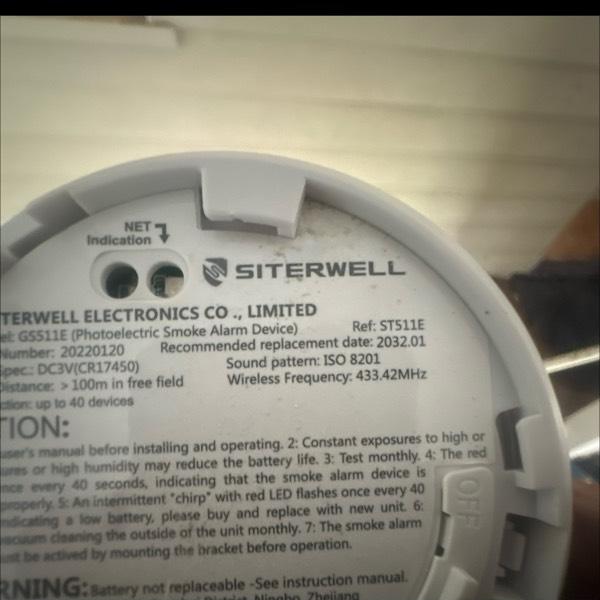 NET
Indication
SITERWELL
TERWELL ELECTRONICS CO ., LIMITED
el: GS511E (Photoelectric Smoke Alarm Device) Ref: ST511E
Number: 20220120 Recommended replacement date: 2032.01
Spec.: DC3V(CR17450) Sound pattern: ISO 8201
Distance: > 100m in free field Wireless Frequency: 433.42MHz
ction: up to 40 devices
TION:
user's manual before installing and operating. 2: Constant exposures to high or
ures or high humidity may reduce the battery life. 3: Test monthly. 4: The red
nce every 40 seconds, indicating that the smoke alarm device is
properly. 5: An intermittent "chirp" with red LED flashes once every 40
ndicating a low battery, please buy and replace with new unit. 6:
vacuum cleaning the outside of the unit monthly. 7: The smoke alarm
ust be actived by mounting the bracket before operation.
OFF
RNING: Battery not replaceable -See instruction manual.
District, Ningbo, Zhejiang